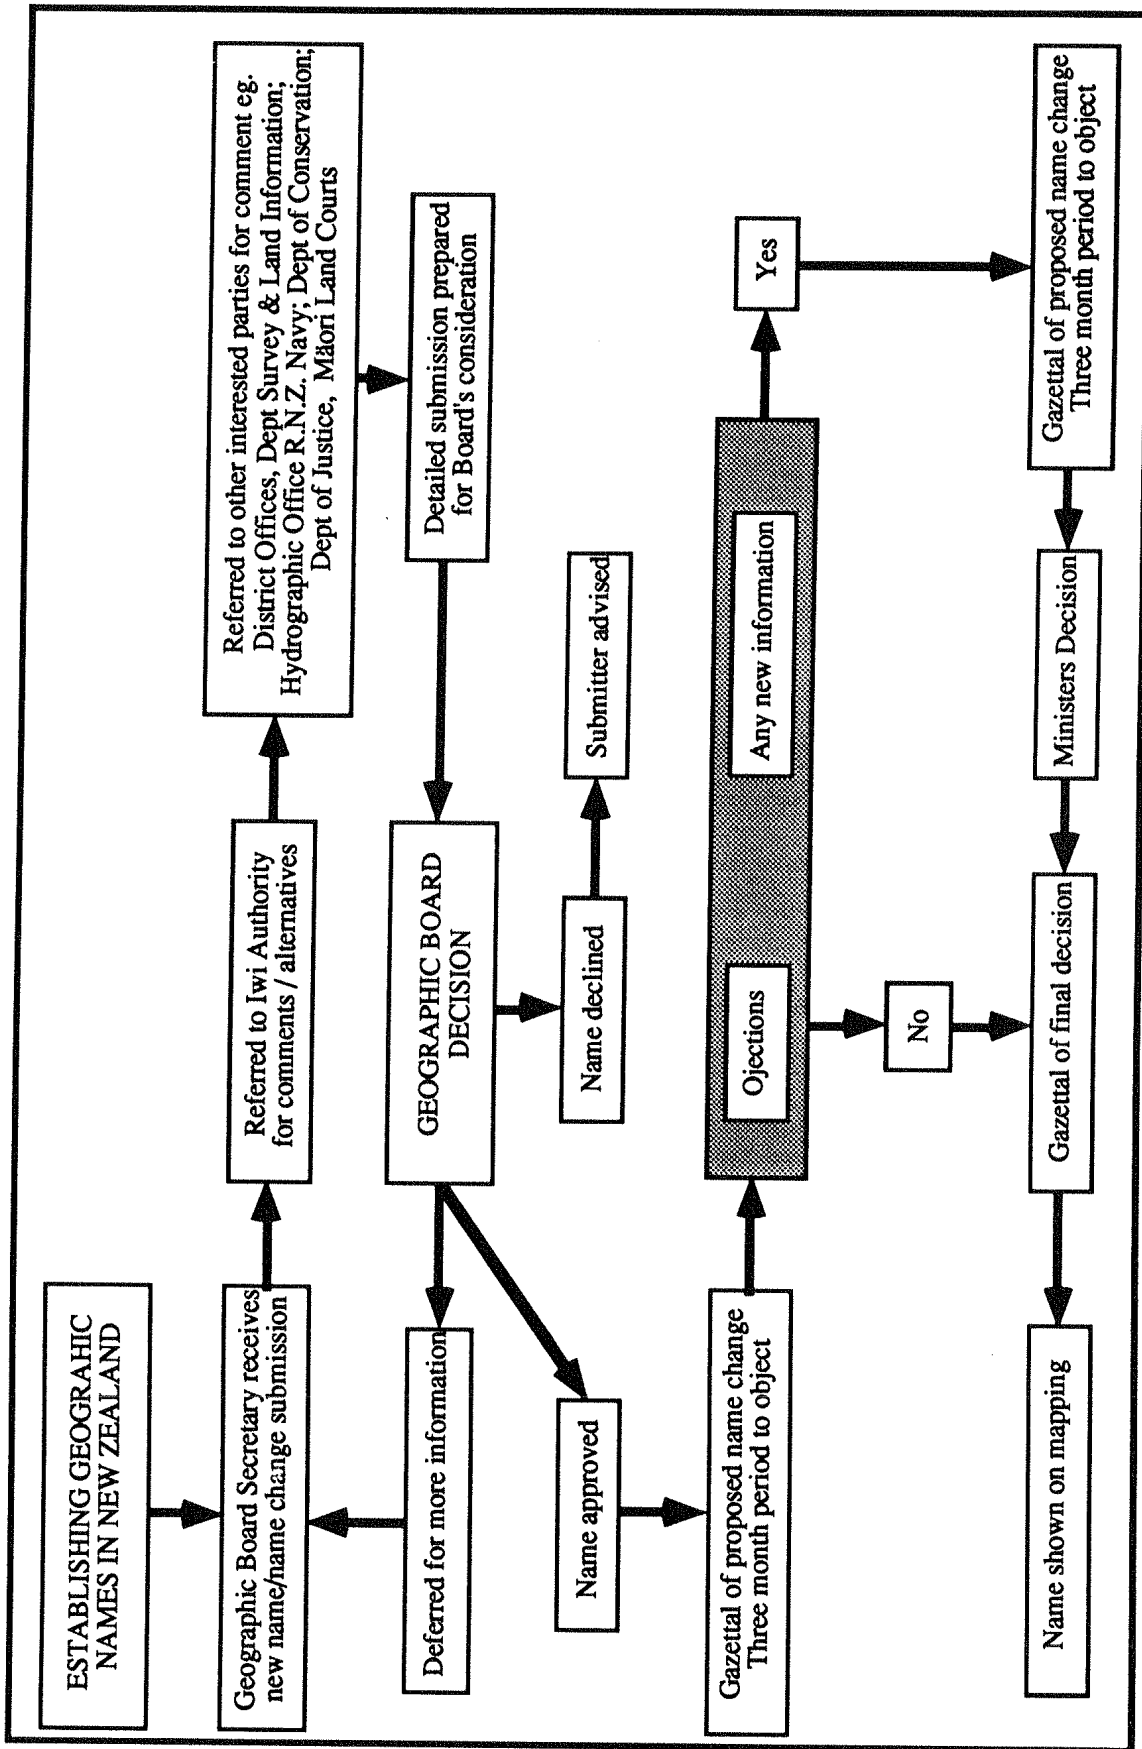 ESTABLISHING GEOGRAHIC
NAMES IN NEW ZEALAND
Geographic Board Secretary receives
new name/name change submission
Referred to Iwi Authority
for comments / alternatives
Referred to other interested parties for comment eg.
District Offices, Dept Survey & Land Information;
Hydrographic Office R.N.Z. Navy; Dept of Conservation;
Dept of Justice, Mäori Land Courts
Detailed submission prepared
for Board's consideration
GEOGRAPHIC BOARD
DECISION
Deferred for more information
Name declined
Submitter advised
Name approved
Gazettal of proposed name change
Three month period to object
Ojections
Any new information
Yes
No
Gazettal of proposed name change
Three month period to object
Ministers Decision
Gazettal of final decision
Name shown on mapping